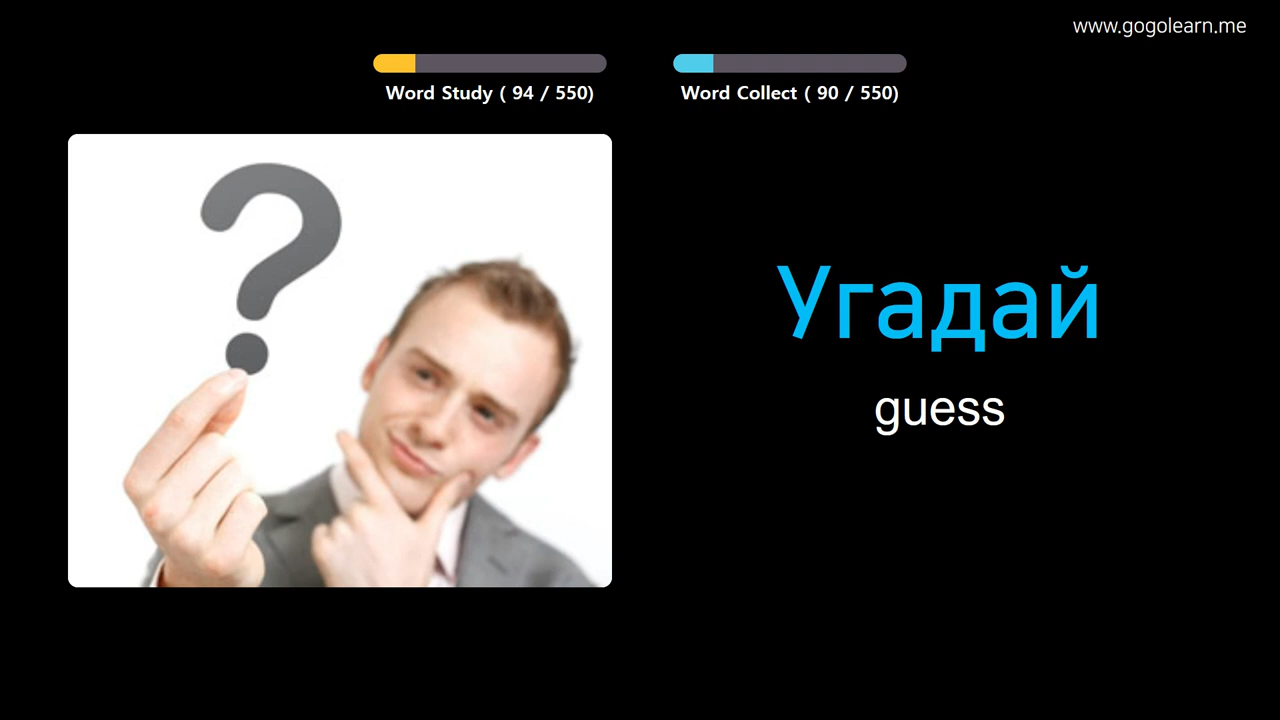 www.gogolearn.me
Word Study ( 94 / 550)
Word Collect ( 90 / 550)
?
Угадай
guess